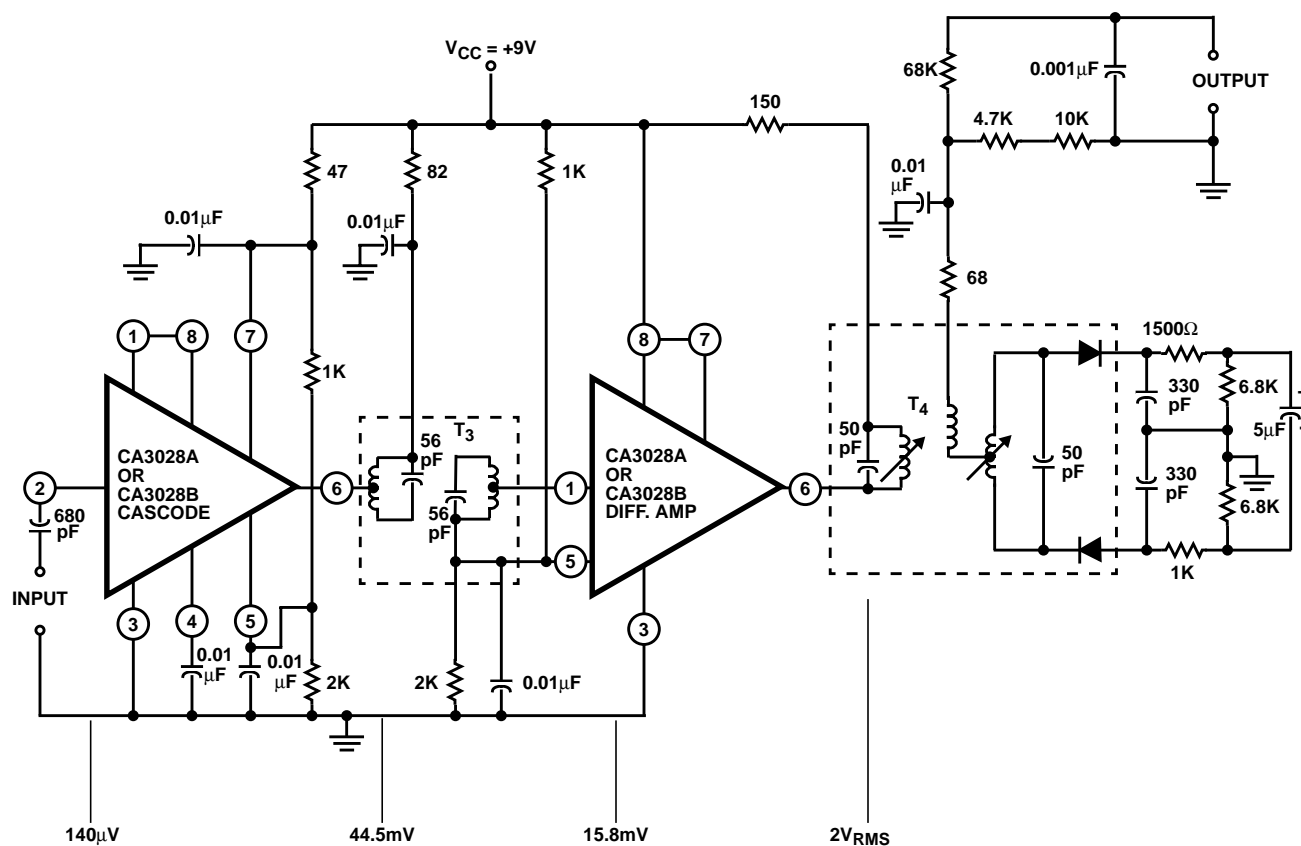 V_CC = +9V
68K
0.001μF
OUTPUT
150
4.7K
10K
47
82
1K
0.01
μF
0.01μF
0.01μF
68
1
8
7
8
7
1500Ω
1K
T4
330
pF
6.8K
5μF
+
T3
56
pF
50
pF
50
pF
CA3028A
OR
CA3028B
CASCODE
CA3028A
OR
CA3028B
DIFF. AMP
2
6
1
6
680
pF
56
pF
330
pF
6.8K
5
1K
INPUT
3
4
5
3
0.01
μF
0.01
μF
2K
2K
0.01μF
140μV
44.5mV
15.8mV
2V_RMS